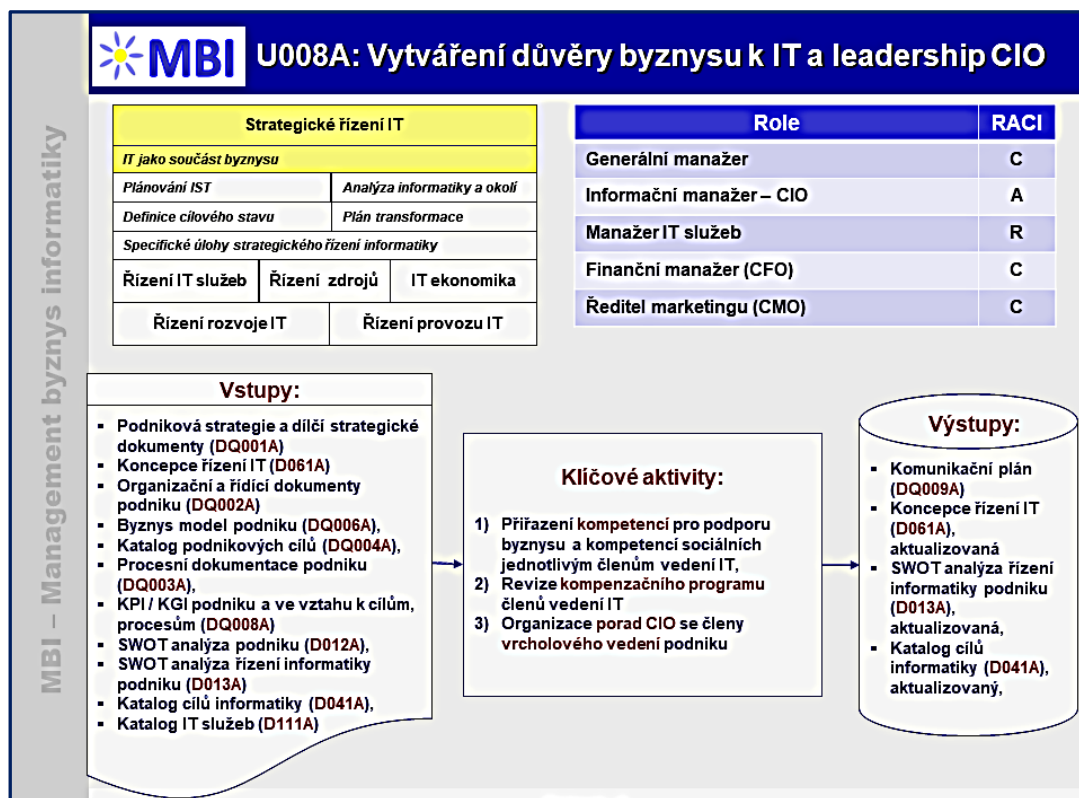 MBI
U008A: Vytváření důvěry byznysu k IT a leadership CIO
MBI – Management byznys informatiky
Strategické řízení IT
IT jako součást byznysu
Plánování IST
Analýza informatiky a okolí
Definice cílového stavu
Plán transformace
Specifické úlohy strategického řízení informatiky
Řízení IT služeb
Řízení zdrojů
IT ekonomika
Řízení rozvoje IT
Řízení provozu IT
Role RACI
Generální manažer C
Informační manažer – CIO A
Manažer IT služeb R
Finanční manažer (CFO) C
Ředitel marketingu (CMO) C
Vstupy:
▪ Podniková strategie a dílčí strategické
dokumenty (DQ001A)
▪ Koncepce řízení IT (D061A)
▪ Organizační a řídící dokumenty
podniku (DQ002A)
▪ Byznys model podniku (DQ006A),
▪ Katalog podnikových cílů (DQ004A),
▪ Procesní dokumentace podniku
(DQ003A),
▪ KPI / KGI podniku a ve vztahu k cílům,
procesům (DQ008A)
▪ SWOT analýza podniku (D012A),
▪ SWOT analýza řízení informatiky
podniku (D013A)
▪ Katalog cílů informatiky (D041A),
▪ Katalog IT služeb (D111A)
Klíčové aktivity:
1) Přiřazení kompetencí pro podporu
byznysu a kompetencí sociálních
jednotlivým členům vedení IT,
2) Revize kompenzačního programu
členů vedení IT
3) Organizace porad CIO se členy
vrcholového vedení podniku
Výstupy:
▪ Komunikační plán
(DQ009A)
▪ Koncepce řízení IT
(D061A),
aktualizovaná
▪ SWOT analýza řízení
informatiky podniku
(D013A),
aktualizovaná,
▪ Katalog cílů
informatiky (D041A),
aktualizovaný,